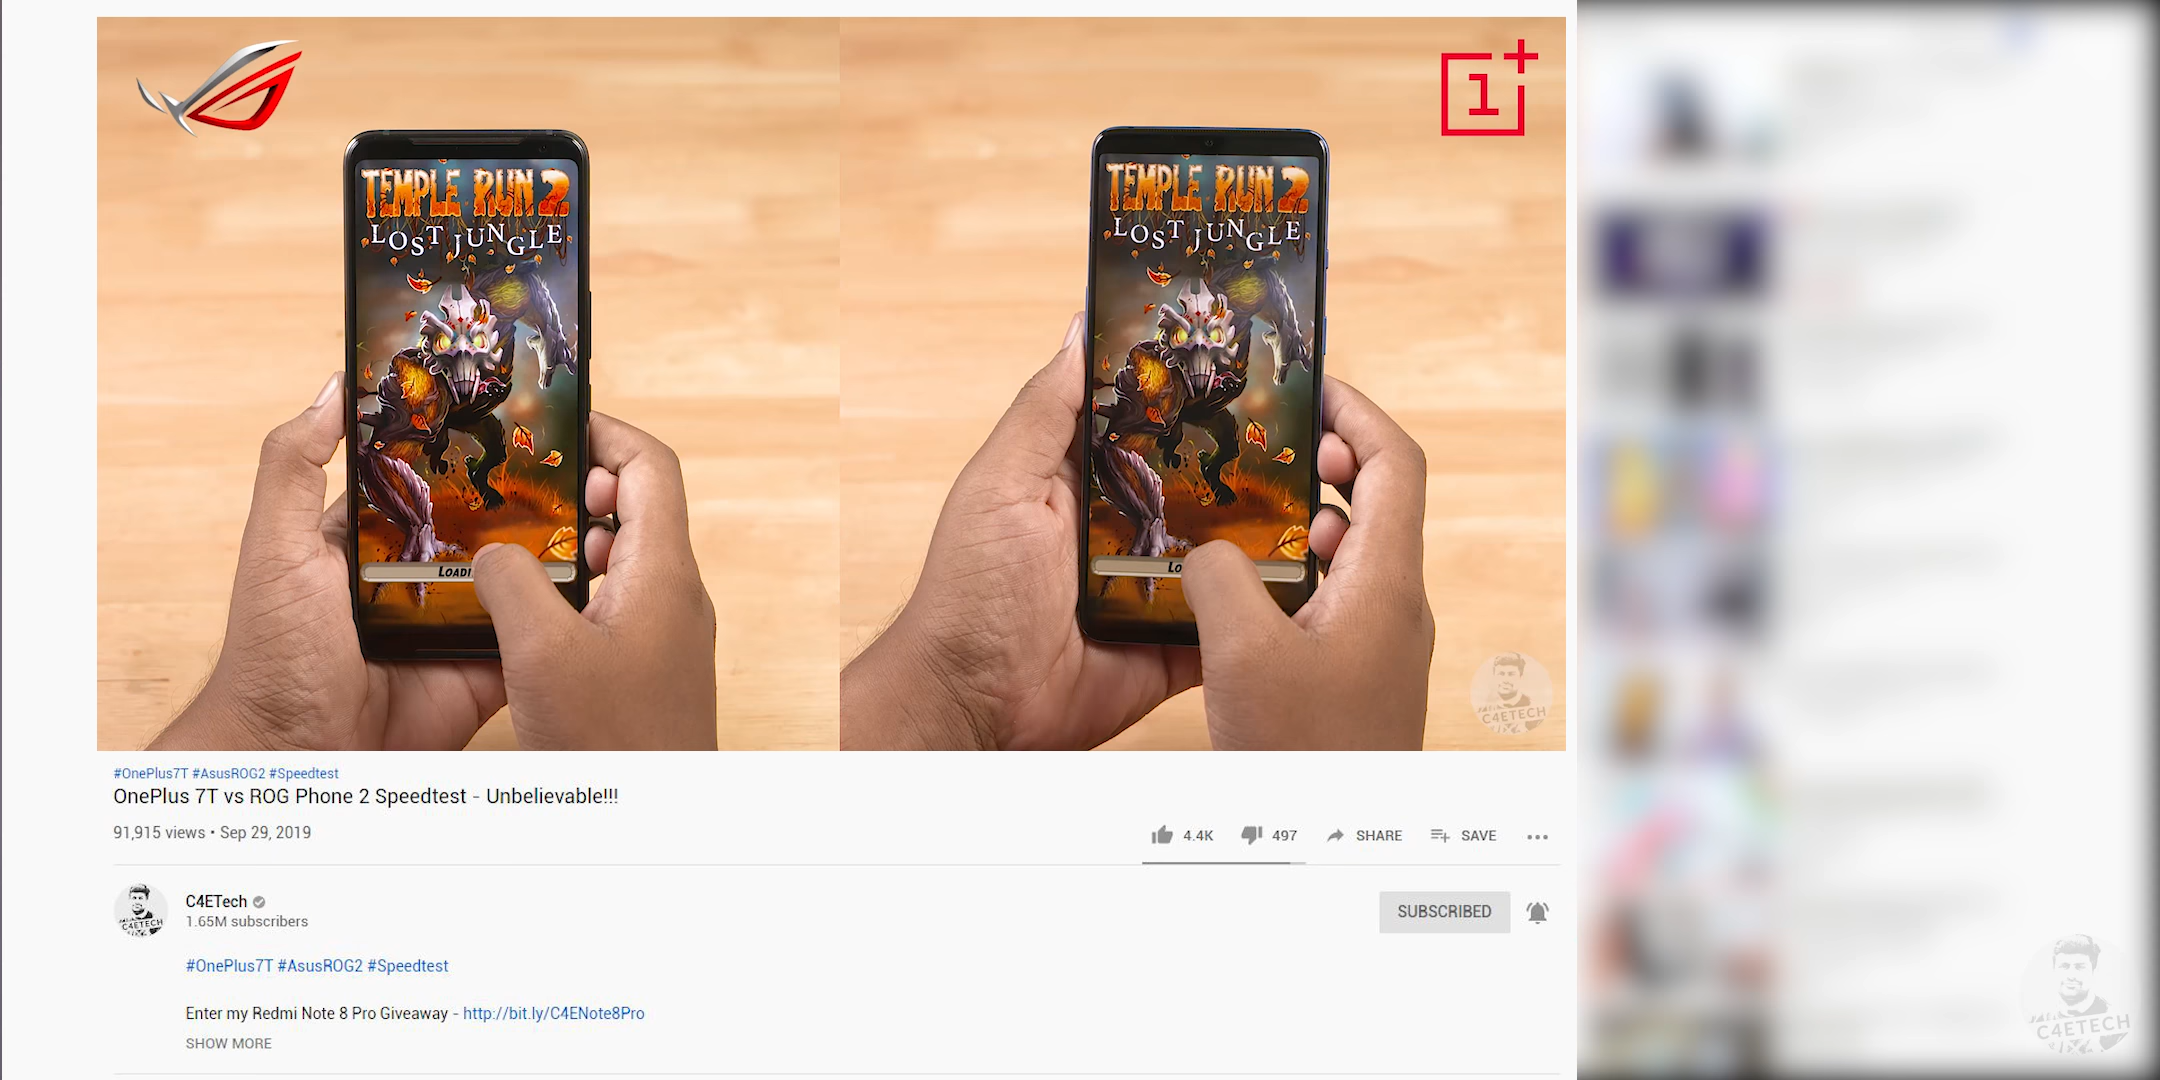 TEMPLE RUN 2
LOST JUNGLE
LOADI
TEMPLE RUN 2
LOST JUNGLE
LO
C4ETECH
#OnePlus7T #AsusROG2 #Speedtest
OnePlus 7T vs ROG Phone 2 Speedtest - Unbelievable!!!
91,915 views • Sep 29, 2019
4.4K 497 SHARE SAVE
C4ETech
1.65M subscribers
SUBSCRIBED
C4ETECH
#OnePlus7T #AsusROG2 #Speedtest
Enter my Redmi Note 8 Pro Giveaway - http://bit.ly/C4ENote8Pro
SHOW MORE
C4ETECH